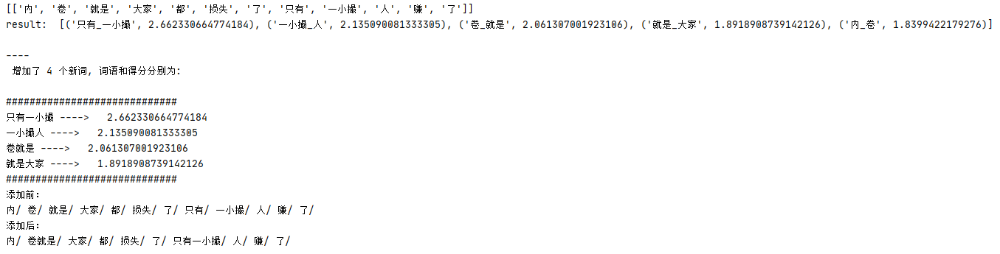 [['内', '卷', '就是', '大家', '都', '损失', '了', '只有', '一小撮', '人', '赚', '了']]
result:  [('只有_一小撮', 2.662330664774184), ('一小撮_人', 2.135090081333305), ('卷_就是', 2.061307001923106), ('就是_大家', 1.8918908739142126), ('内_卷', 1.8399422179276)]
----
增加了 4 个新词, 词语和得分分别为:
#############################
只有一小撮 ---->   2.662330664774184
一小撮人 ---->   2.135090081333305
卷就是 ---->   2.061307001923106
就是大家 ---->   1.8918908739142126
#############################
添加前:
内/ 卷/ 就是/ 大家/ 都/ 损失/ 了/ 只有/ 一小撮/ 人/ 赚/ 了/
添加后:
内/ 卷就是/ 大家/ 都/ 损失/ 了/ 只有一小撮/ 人/ 赚/ 了/